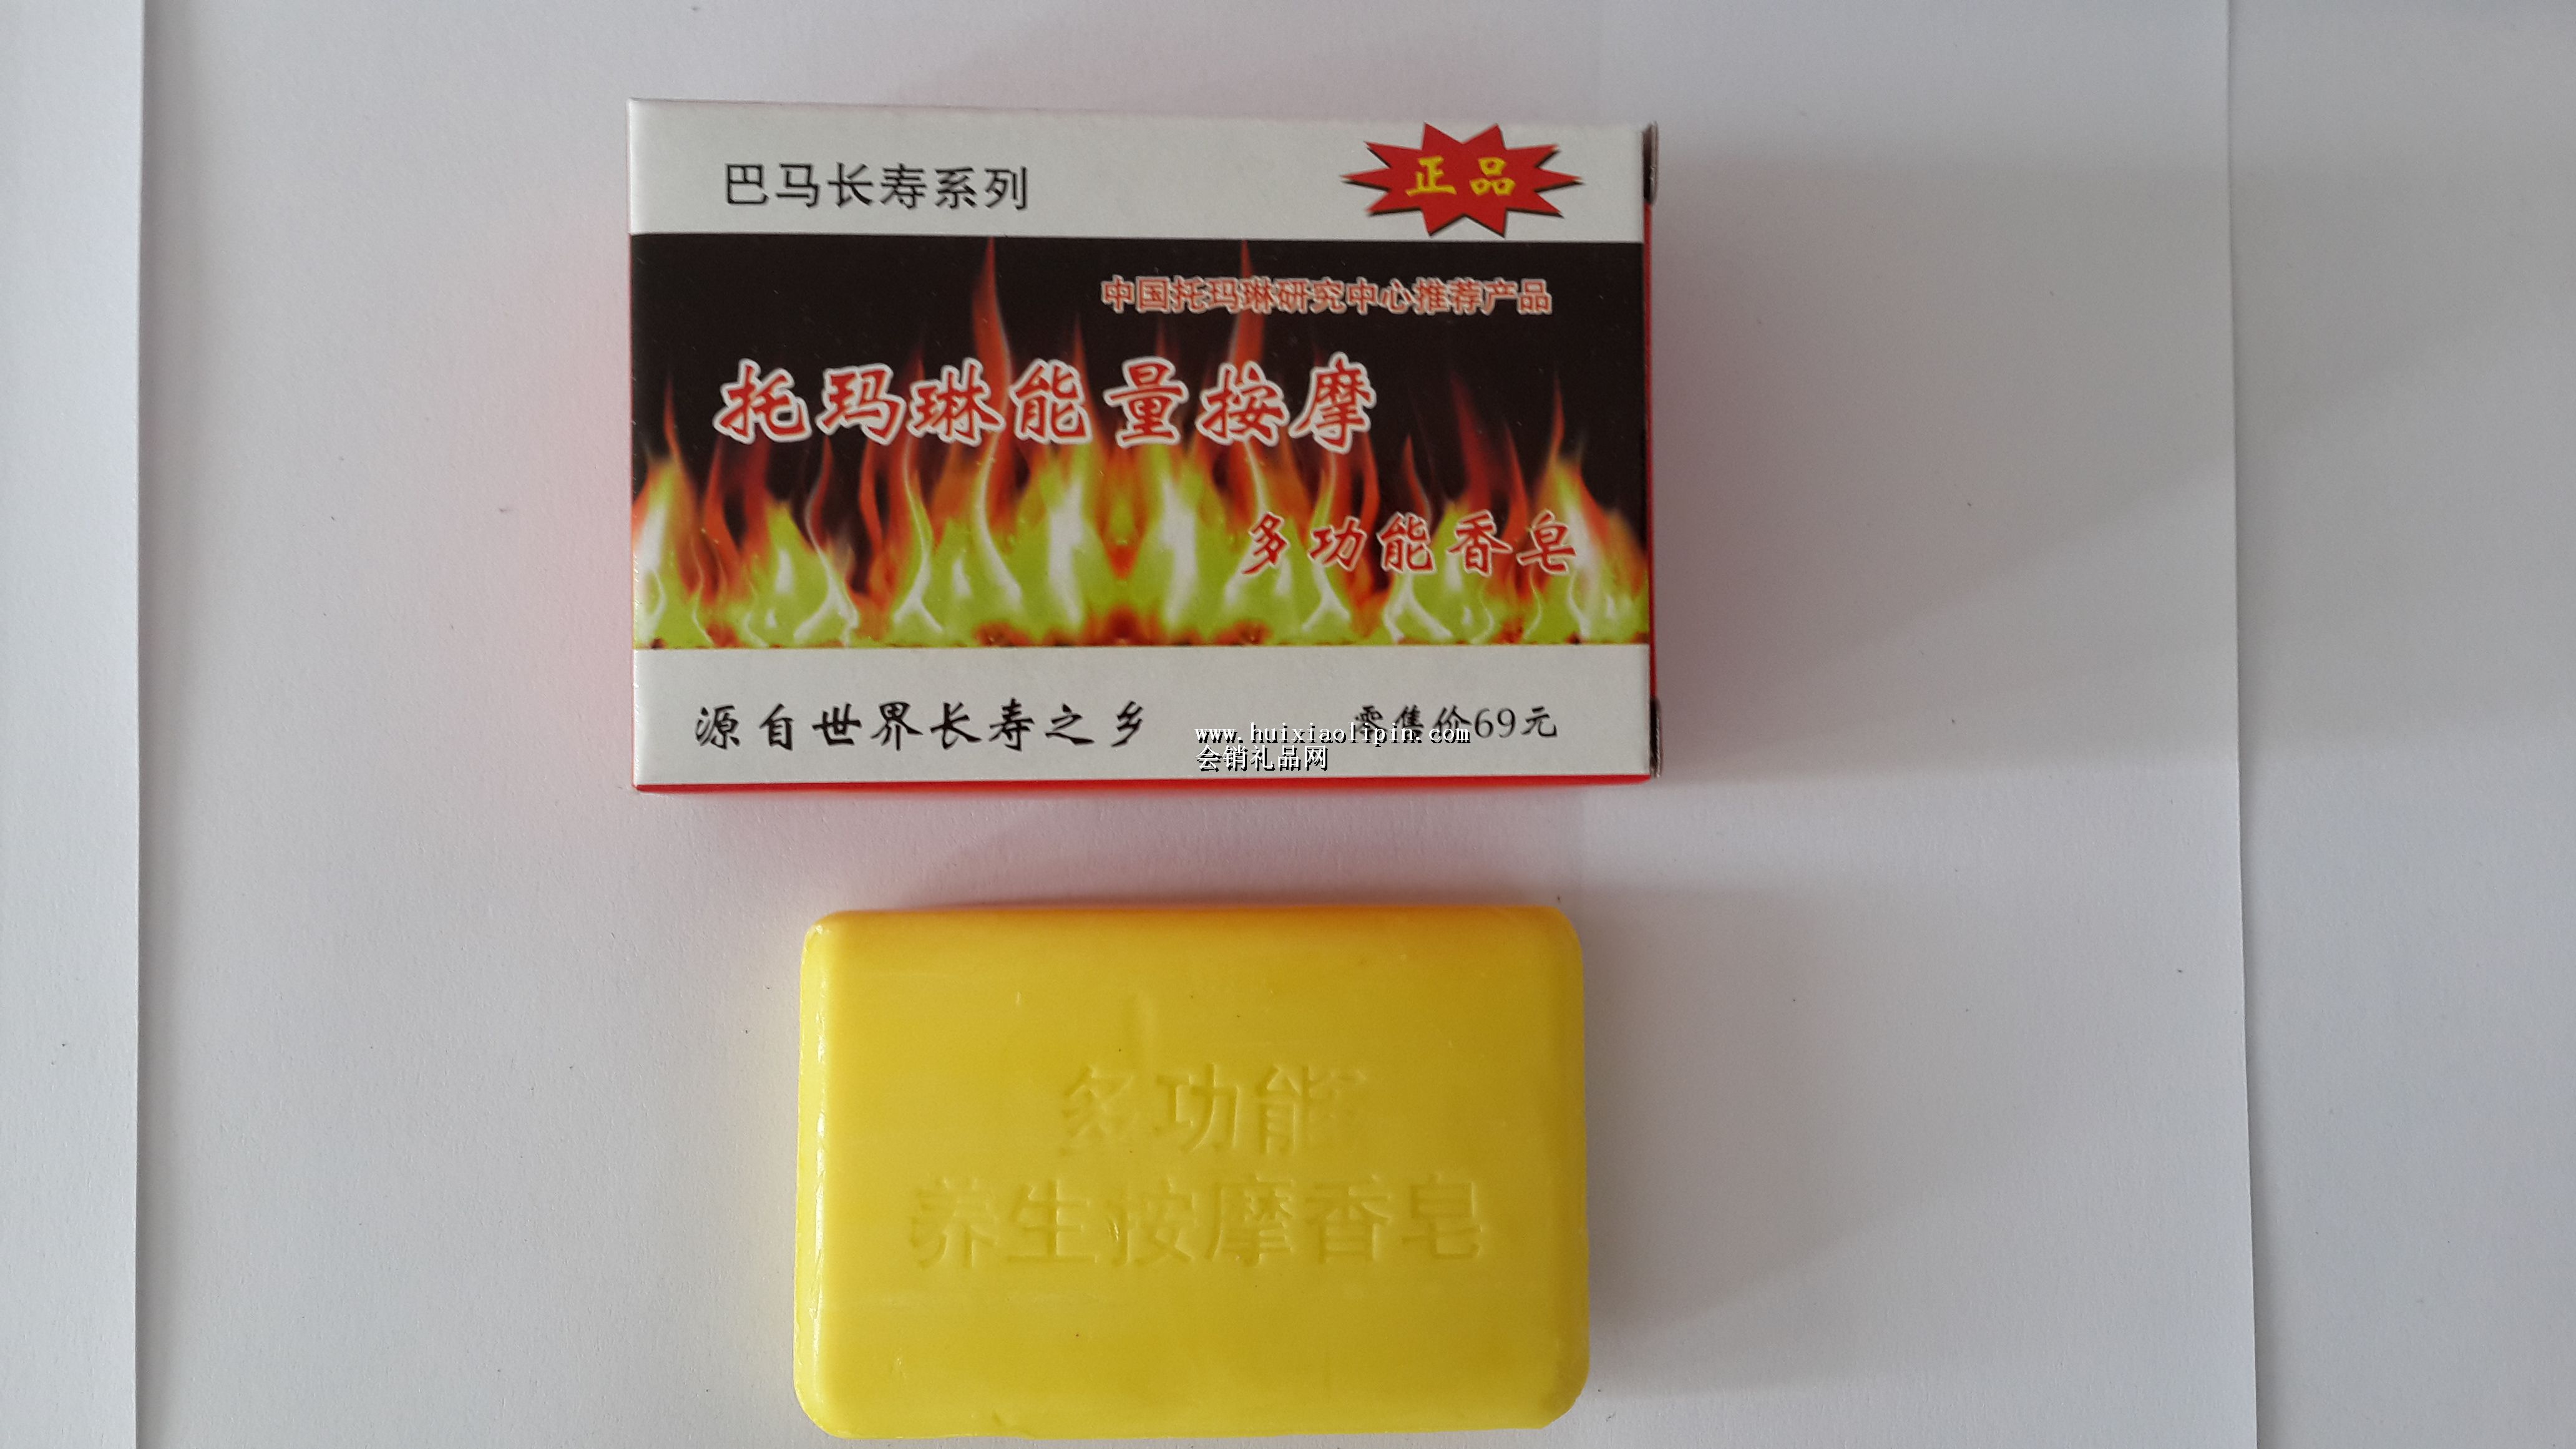 巴马长寿系列
正品
中国托玛琳研究中心推荐产品
托玛琳能量按摩
多功能香皂
源自世界长寿之乡
零售价69元
www.huixiaolipin.com
会销礼品网
多功能
养生按摩香皂